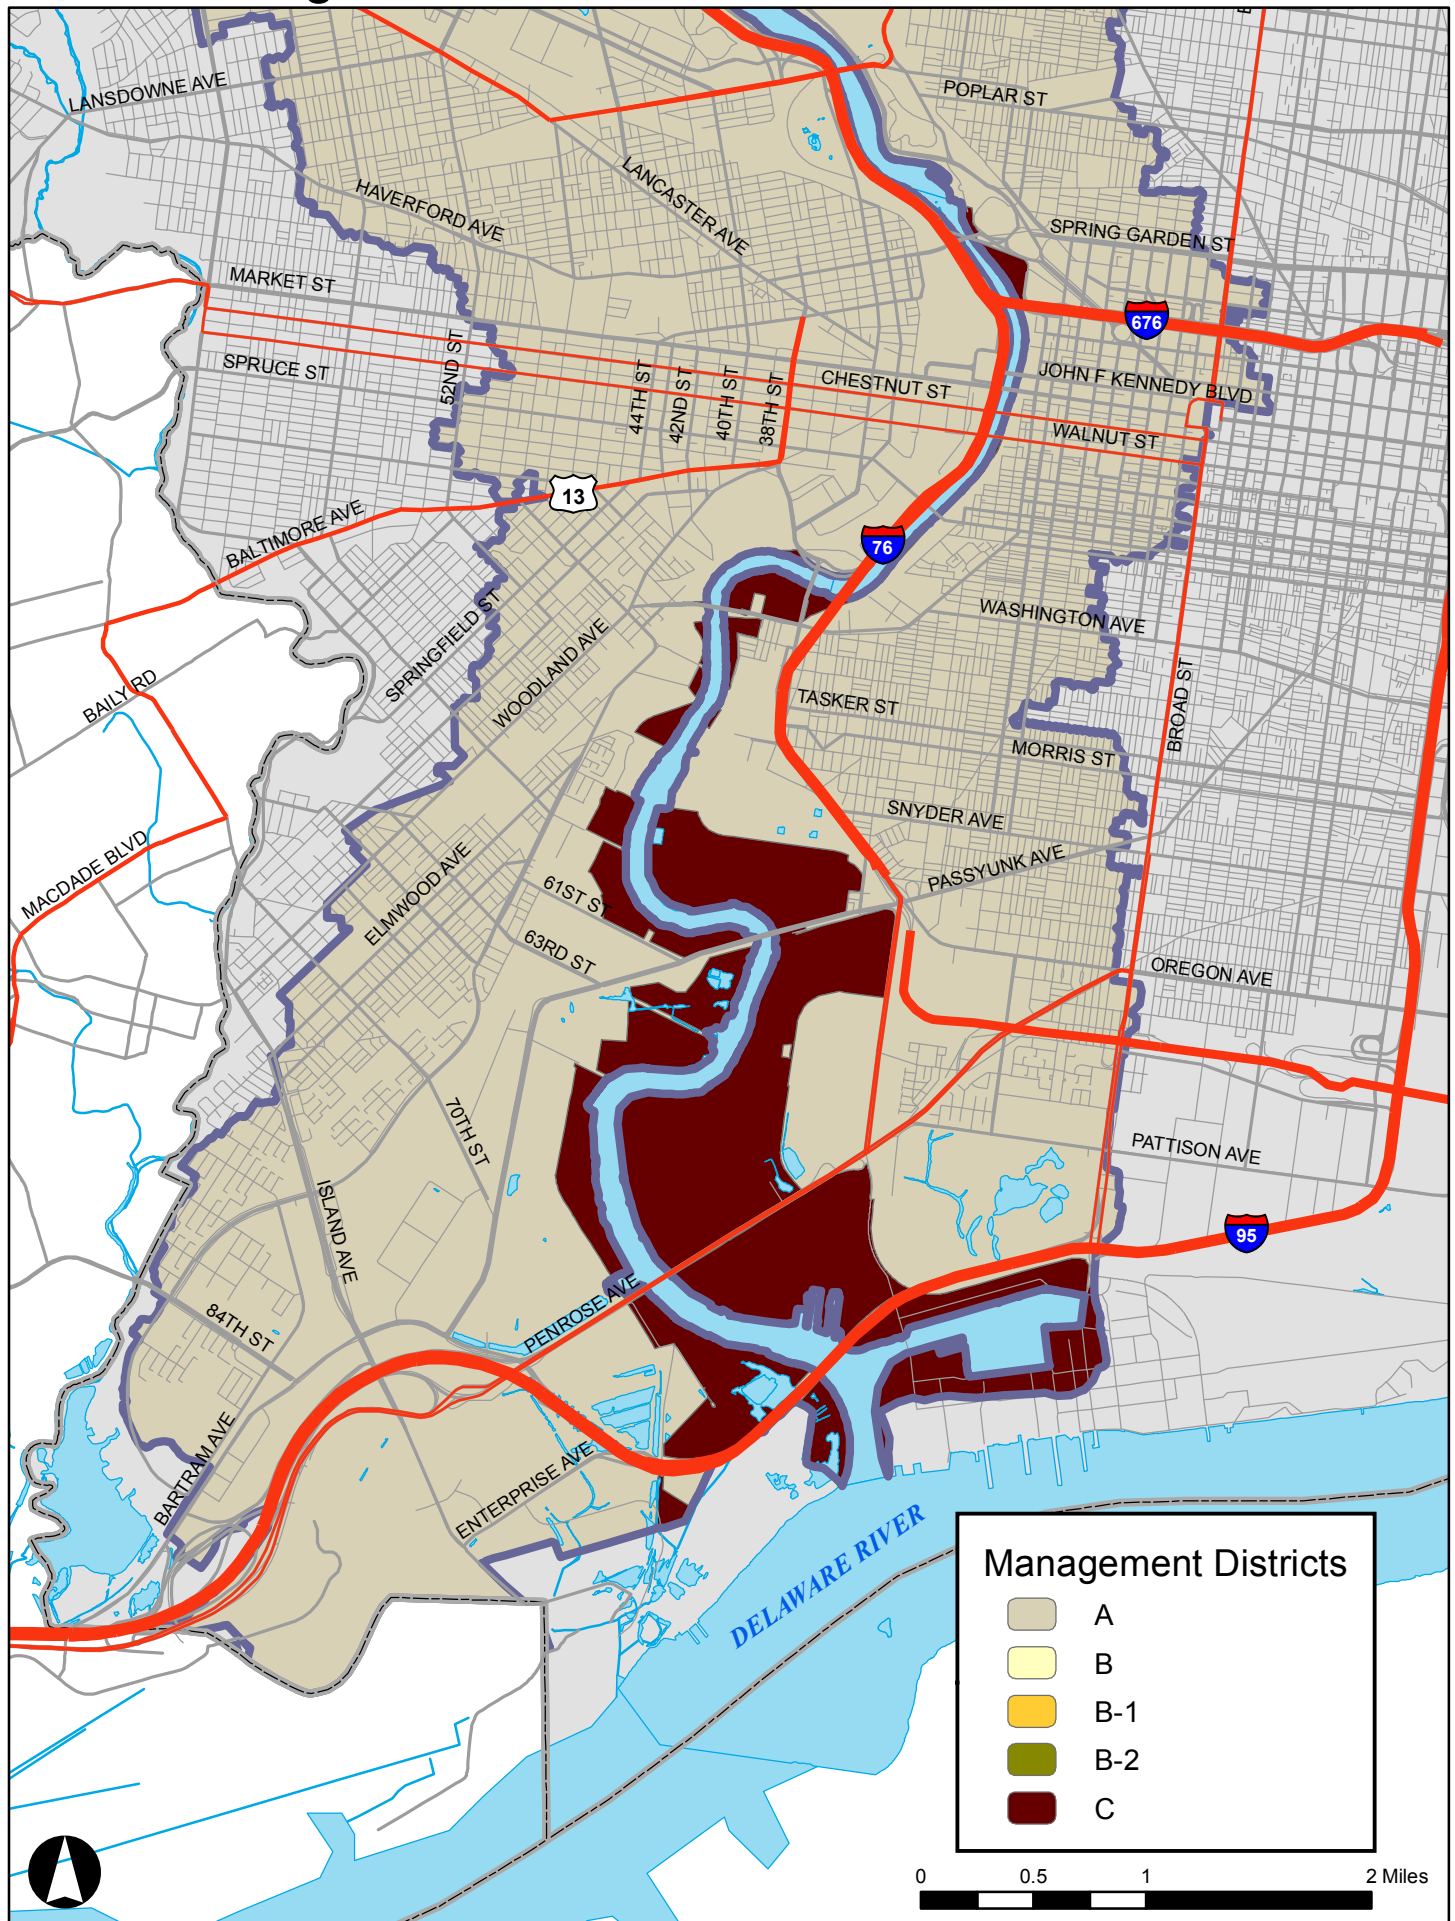 g
LANSDOWNE AVE
POPLAR ST
HAVERFORD AVE
LANCASTER AVE
SPRING GARDEN ST
MARKET ST
676
SPRUCE ST
52ND ST
44TH ST
42ND ST
40TH ST
38TH ST
CHESTNUT ST
JOHN F KENNEDY BLVD
WALNUT ST
13
BALTIMORE AVE
76
SPRINGFIELD ST
WOODLAND AVE
WASHINGTON AVE
BAILY RD
TASKER ST
BROAD ST
MORRIS ST
MACDADE BLVD
SNYDER AVE
ELMWOOD AVE
61ST ST
PASSYUNK AVE
63RD ST
OREGON AVE
70TH ST
PATTISON AVE
ISLAND AVE
95
84TH ST
PENROSE AVE
BARTRAM AVE
ENTERPRISE AVE
DELAWARE RIVER
Management Districts
A
B
B-1
B-2
C
0 0.5 1 2 Miles